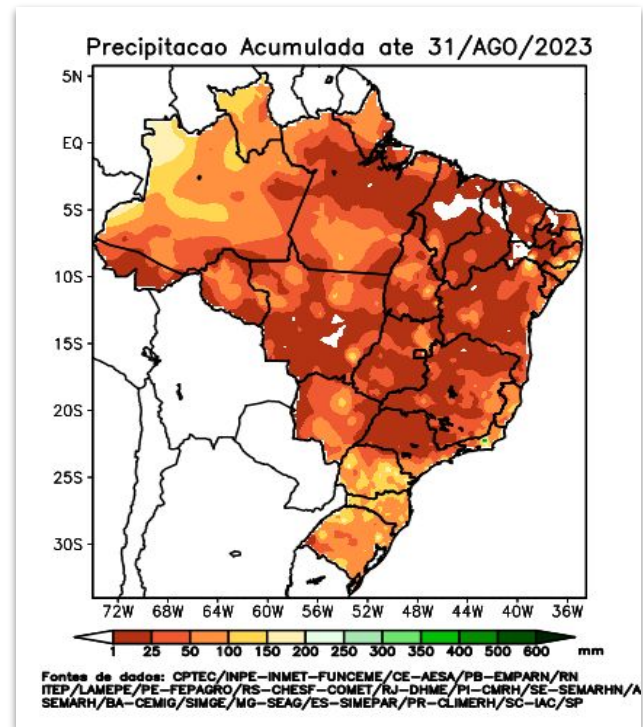 Precipitacao Acumulada ate 31/AGO/2023
5N
EQ
5S
10S
15S
20S
25S
30S
72W 68W 64W 60W 56W 52W 48W 44W 40W 36W
1 25 50 100 150 200 250 300 350 400 500 600 mm
Fontes de dados: CPTEC/INPE-INMET-FUNCEME/CE-AESA/PB-EMPARN/RN
ITEP/LAMEPE/PE-FEPAGRO/RS-CHESF-COMET/RJ-DHME/PI-CMRH/SE-SEMARHN/A
SEMARH/BA-CEMIG/SIMGE/MG-SEAG/ES-SIMEPAR/PR-CLIMERH/SC-IAC/SP